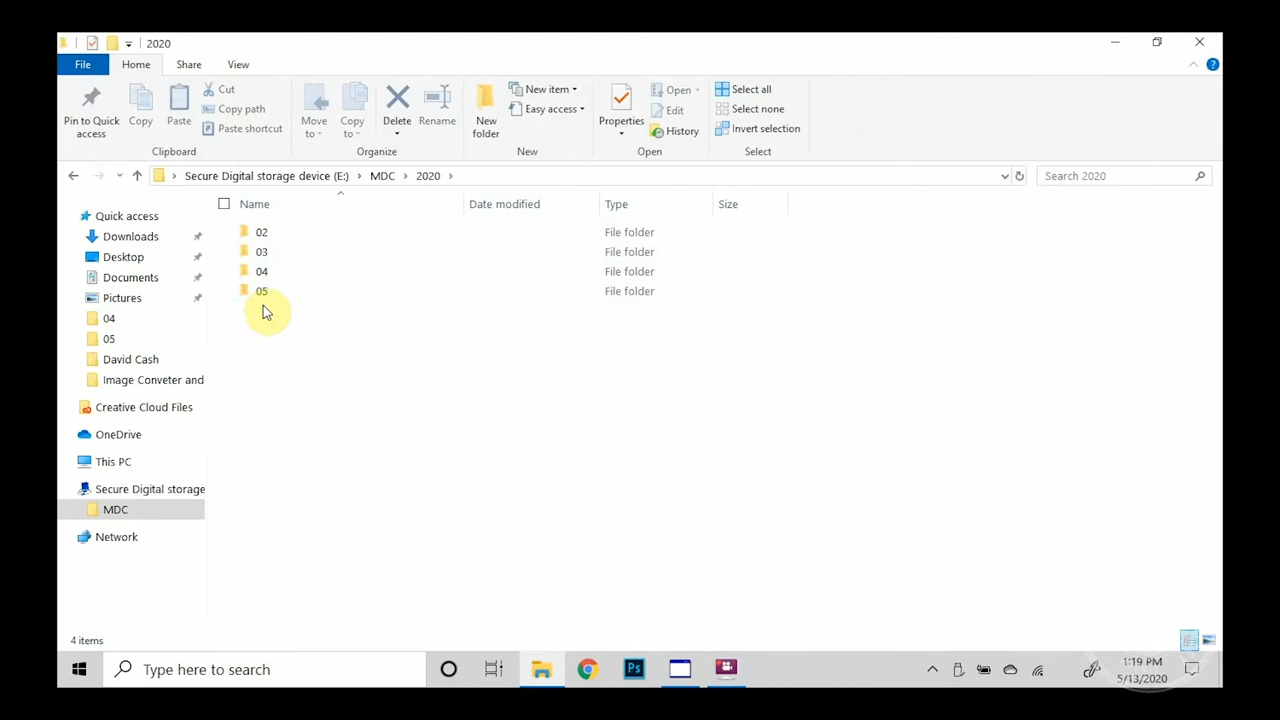 2020
File Home Share View
Pin to Quick access
Copy
Paste
Cut
Copy path
Paste shortcut
Clipboard
Move to
Copy to
Delete
Rename
Organize
New folder
New item
Easy access
New
Properties
Open
Edit
History
Open
Select all
Select none
Invert selection
Select
Secure Digital storage device (E:) > MDC > 2020 >
Search 2020
Quick access
Downloads
Desktop
Documents
Pictures
04
05
David Cash
Image Conveter and
Creative Cloud Files
OneDrive
This PC
Secure Digital storage
MDC
Network
Name Date modified Type Size
02 File folder
03 File folder
04 File folder
05 File folder
4 items
Type here to search
Ps
1:19 PM
5/13/2020